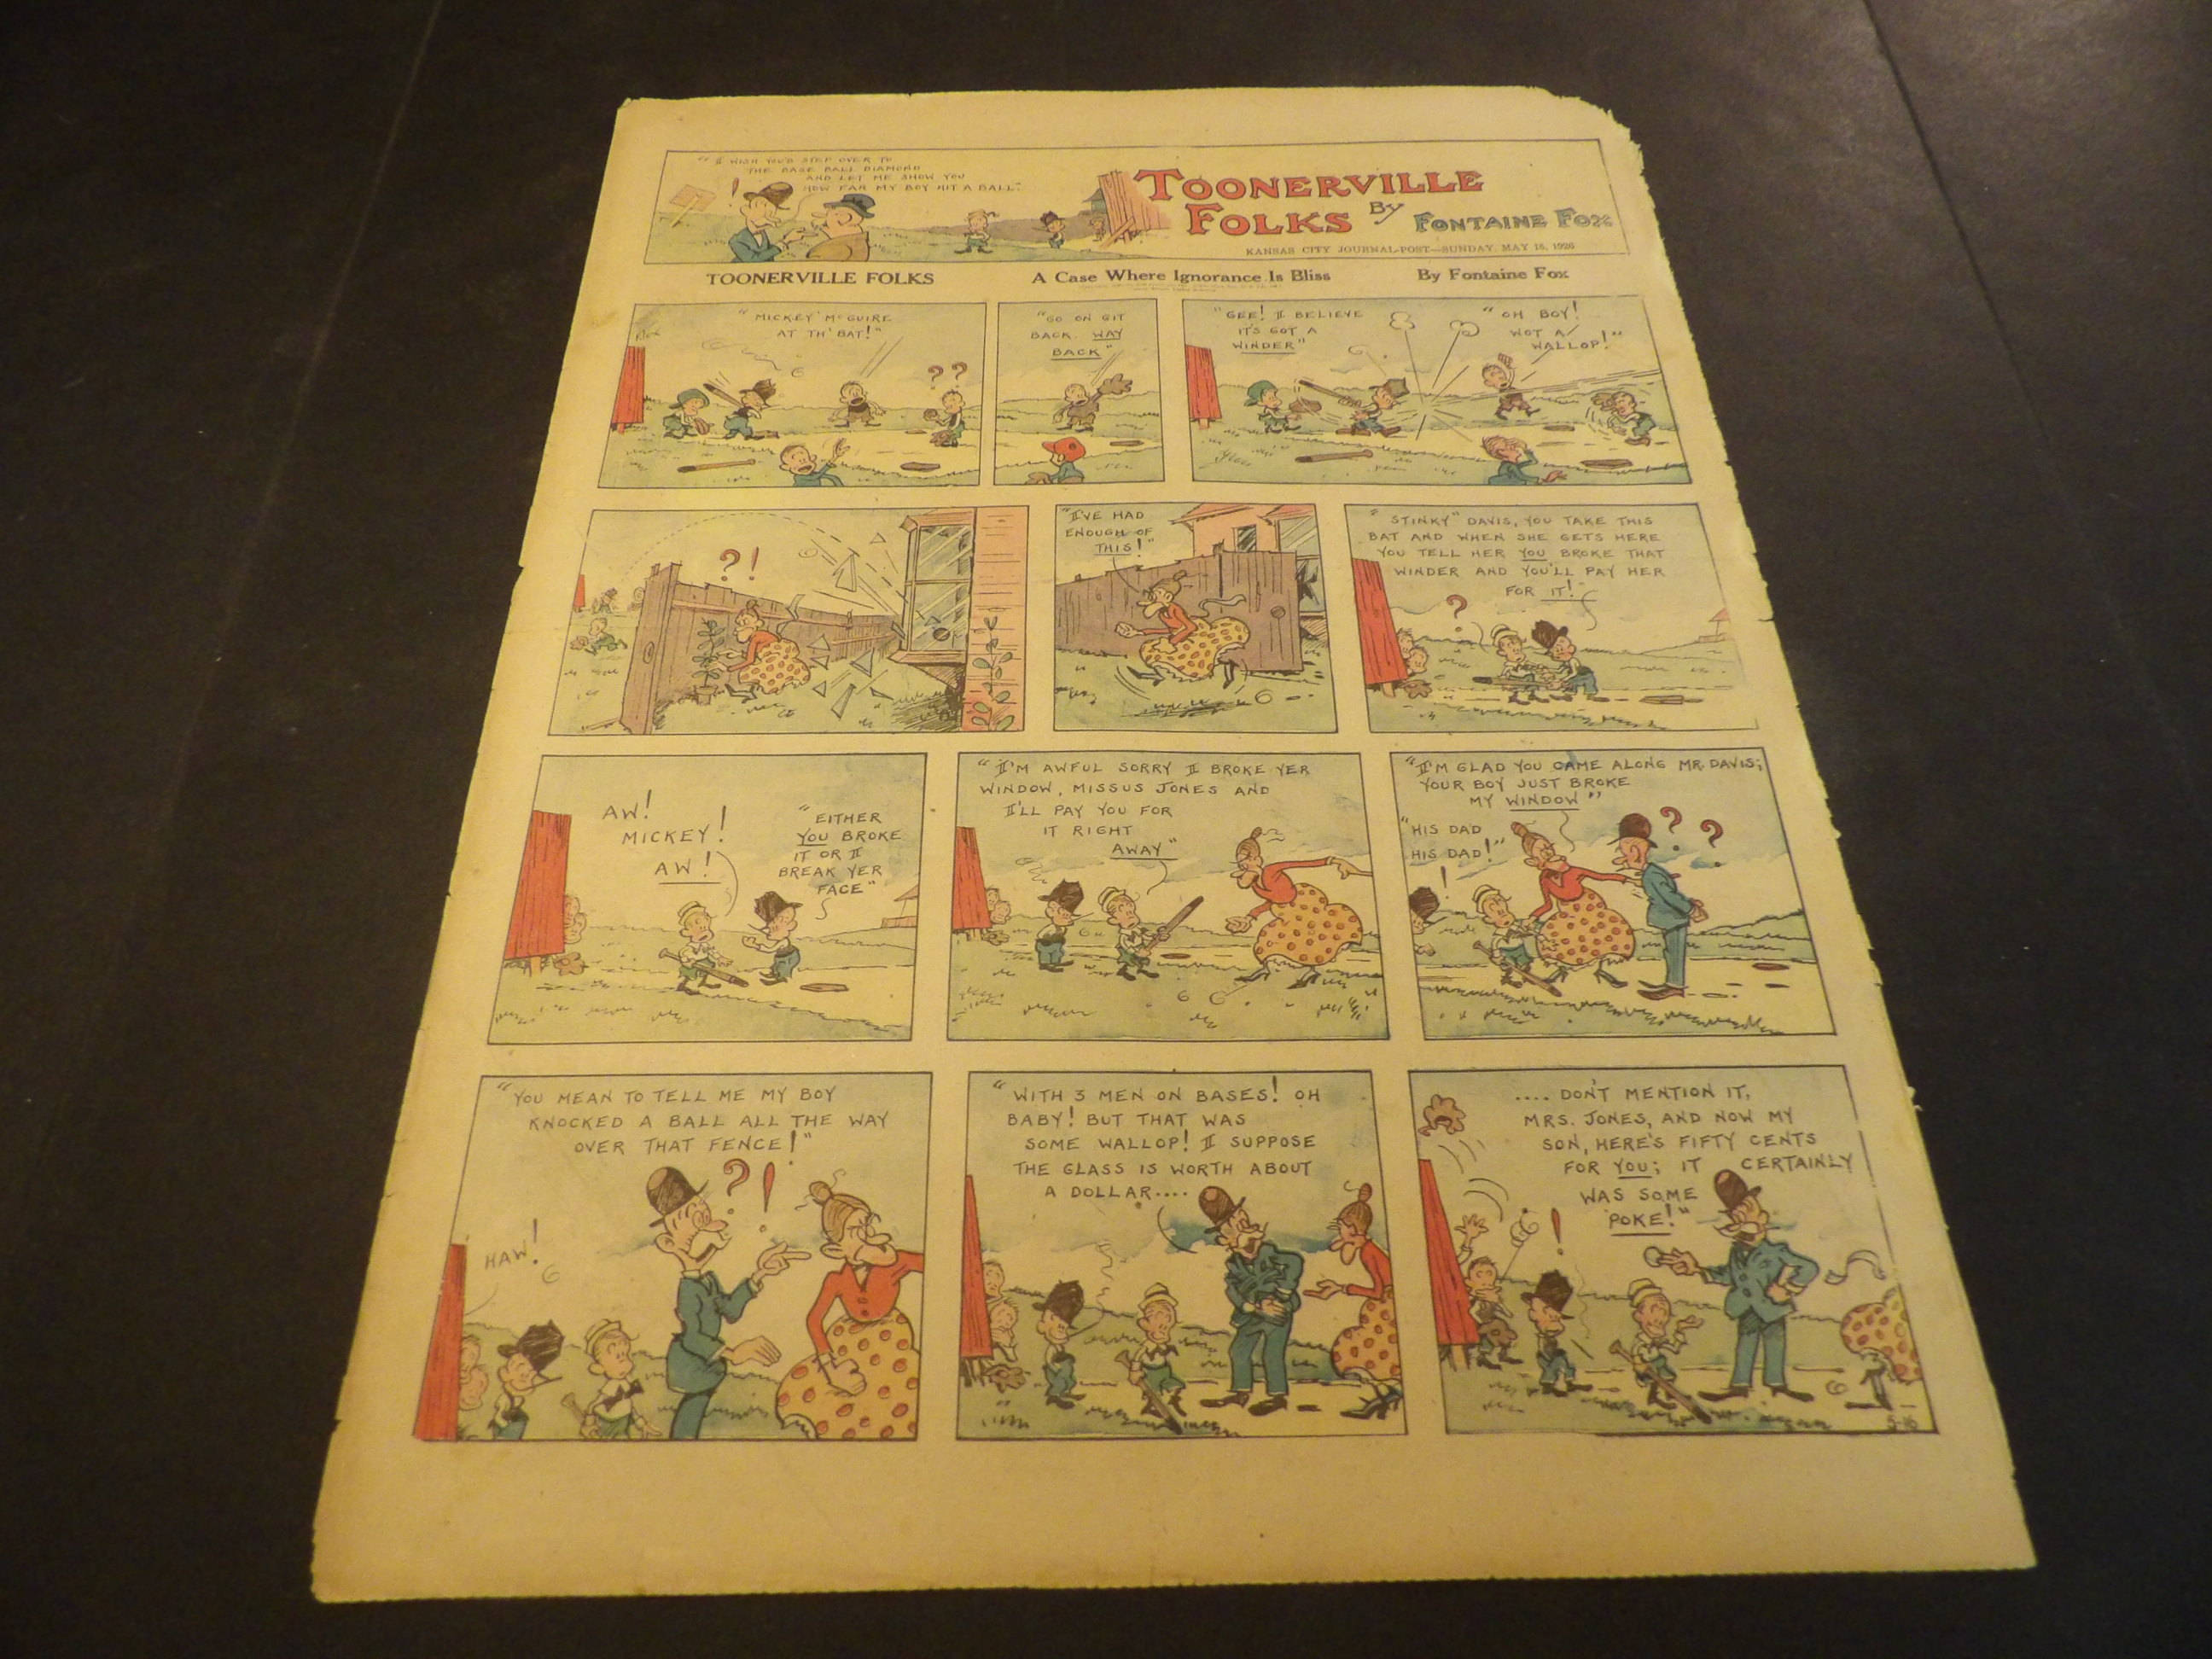 "I WISH YOU'D STEP OVER TO
THE BASE BALL DIAMOND
AND LET ME SHOW YOU
HOW FAR MY BOY HIT A BALL."
!
TOONERVILLE
FOLKS By FONTAINE FOX
KANSAS CITY JOURNAL-POST—SUNDAY, MAY 16, 1926
TOONERVILLE FOLKS A Case Where Ignorance Is Bliss By Fontaine Fox
"MICKEY" McGUIRE
AT TH' BAT!"
? ?
"GO ON GIT
BACK WAY
BACK"
"GEE! I BELIEVE
IT'S GOT A
WINDER"
"OH BOY!
WOT A
WALLOP!"
?!
"I'VE HAD
ENOUGH OF
THIS!"
"STINKY" DAVIS, YOU TAKE THIS
BAT AND WHEN SHE GETS HERE
YOU TELL HER YOU BROKE THAT
WINDER AND YOU'LL PAY HER
FOR IT!"
?
AW!
MICKEY!
AW!
"EITHER
YOU BROKE
IT OR I
BREAK YER
FACE"
"I'M AWFUL SORRY I BROKE YER
WINDOW, MISSUS JONES AND
I'LL PAY YOU FOR
IT RIGHT
AWAY"
"I'M GLAD YOU CAME ALONG MR. DAVIS;
YOUR BOY JUST BROKE
MY WINDOW"
"HIS DAD
HIS DAD!"
!
? ?
"YOU MEAN TO TELL ME MY BOY
KNOCKED A BALL ALL THE WAY
OVER THAT FENCE!"
?!
HAW!
"WITH 3 MEN ON BASES! OH
BABY! BUT THAT WAS
SOME WALLOP! I SUPPOSE
THE GLASS IS WORTH ABOUT
A DOLLAR....
.... DON'T MENTION IT,
MRS. JONES, AND NOW MY
SON, HERE'S FIFTY CENTS
FOR YOU; IT CERTAINLY
WAS SOME
POKE!"
!
5-16